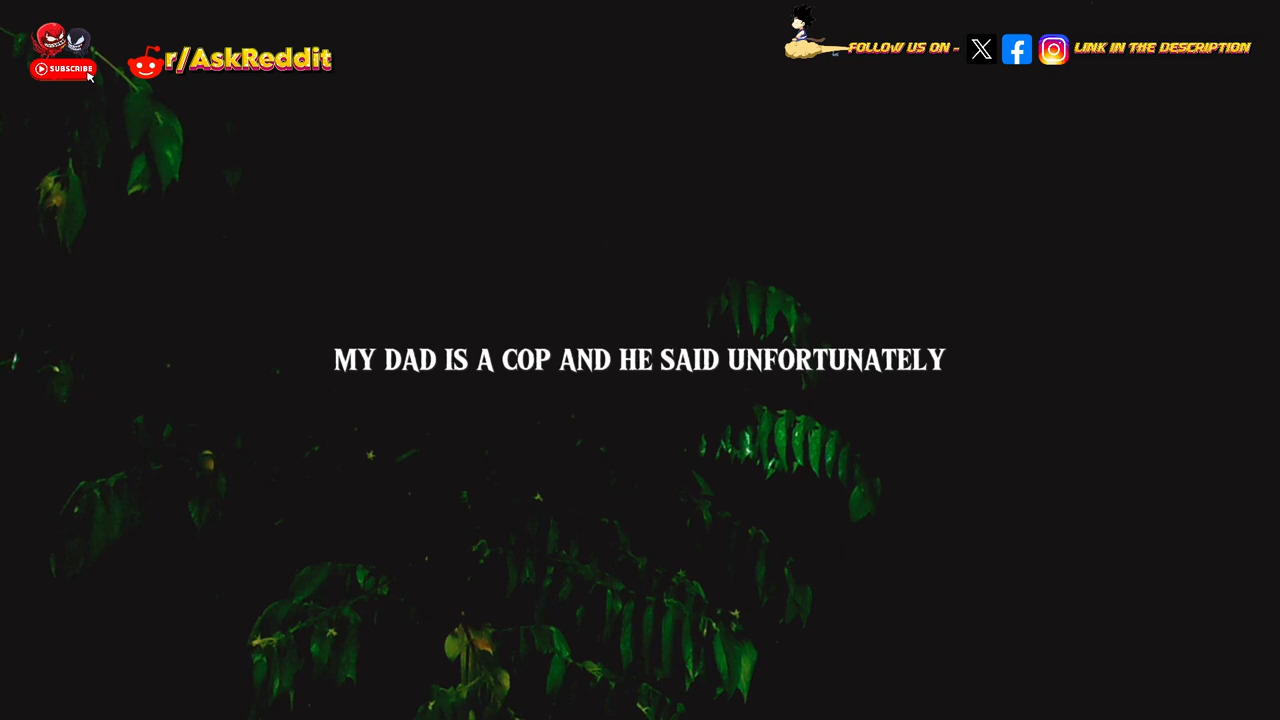 SUBSCRIBE
r/AskReddit
FOLLOW US ON -
LINK IN THE DESCRIPTION
MY DAD IS A COP AND HE SAID UNFORTUNATELY